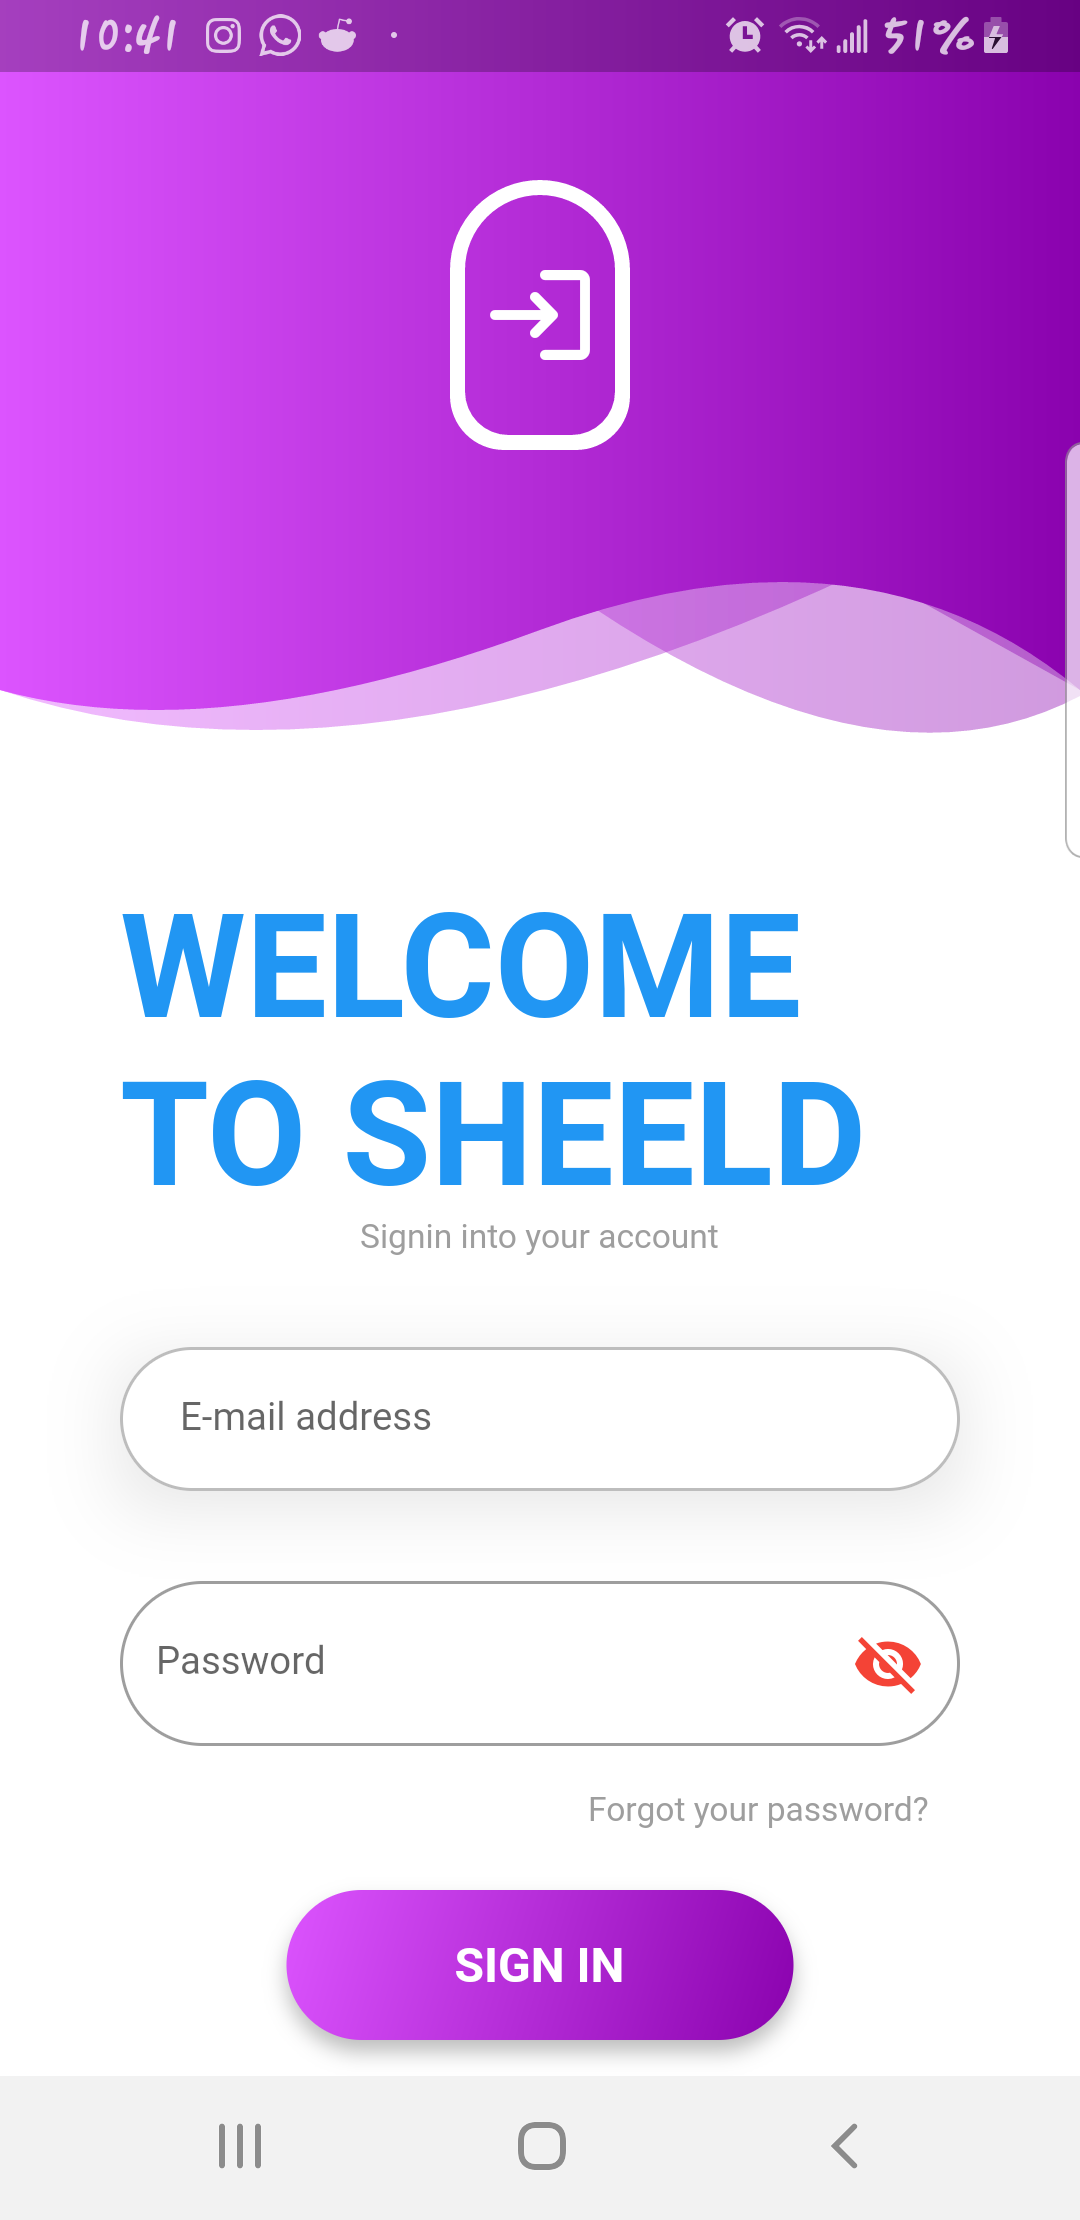 10:41
51%
WELCOME
TO SHEELD
Signin into your account
E-mail address
Password
Forgot your password?
SIGN IN